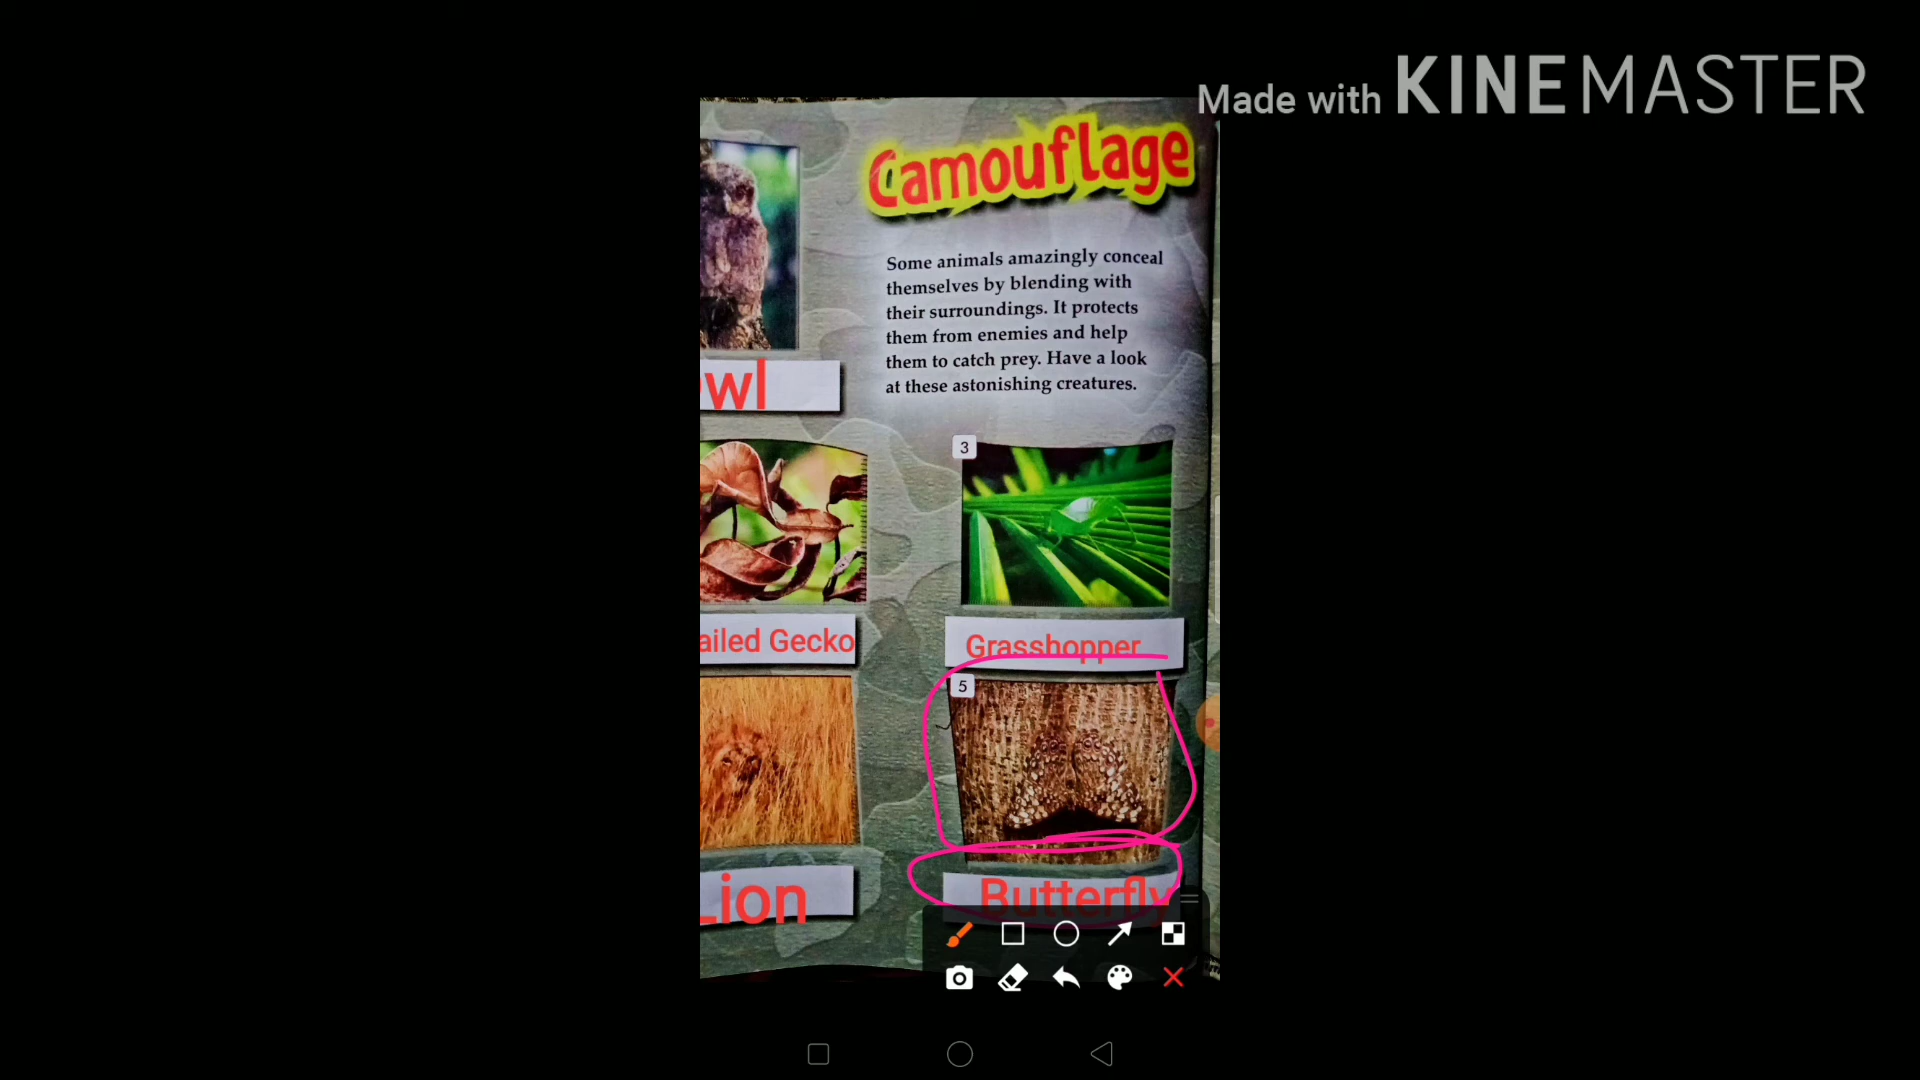 Made with KINEMASTER
Camouflage
Some animals amazingly conceal
themselves by blending with
their surroundings. It protects
them from enemies and help
them to catch prey. Have a look
at these astonishing creatures.
wl
3
ailed Gecko
Grasshopper
5
Lion
Butterfly